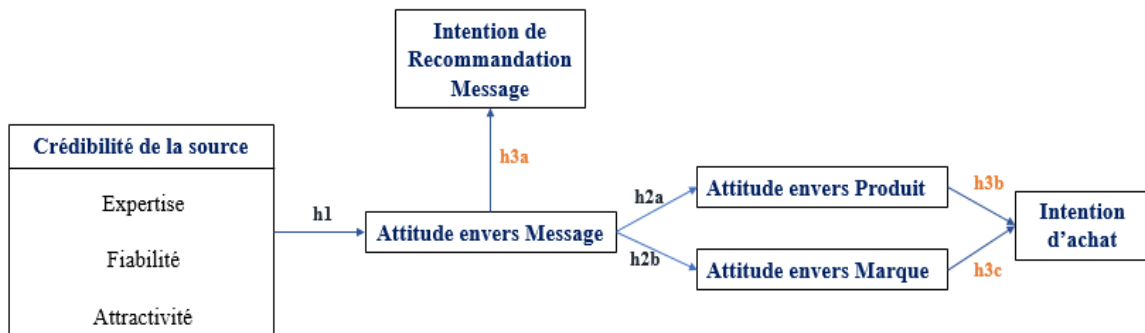 Intention de
Recommandation
Message
Crédibilité de la source
Expertise
Fiabilité
Attractivité
h1
h3a
Attitude envers Message
h2a
h2b
Attitude envers Produit
Attitude envers Marque
h3b
h3c
Intention
d’achat